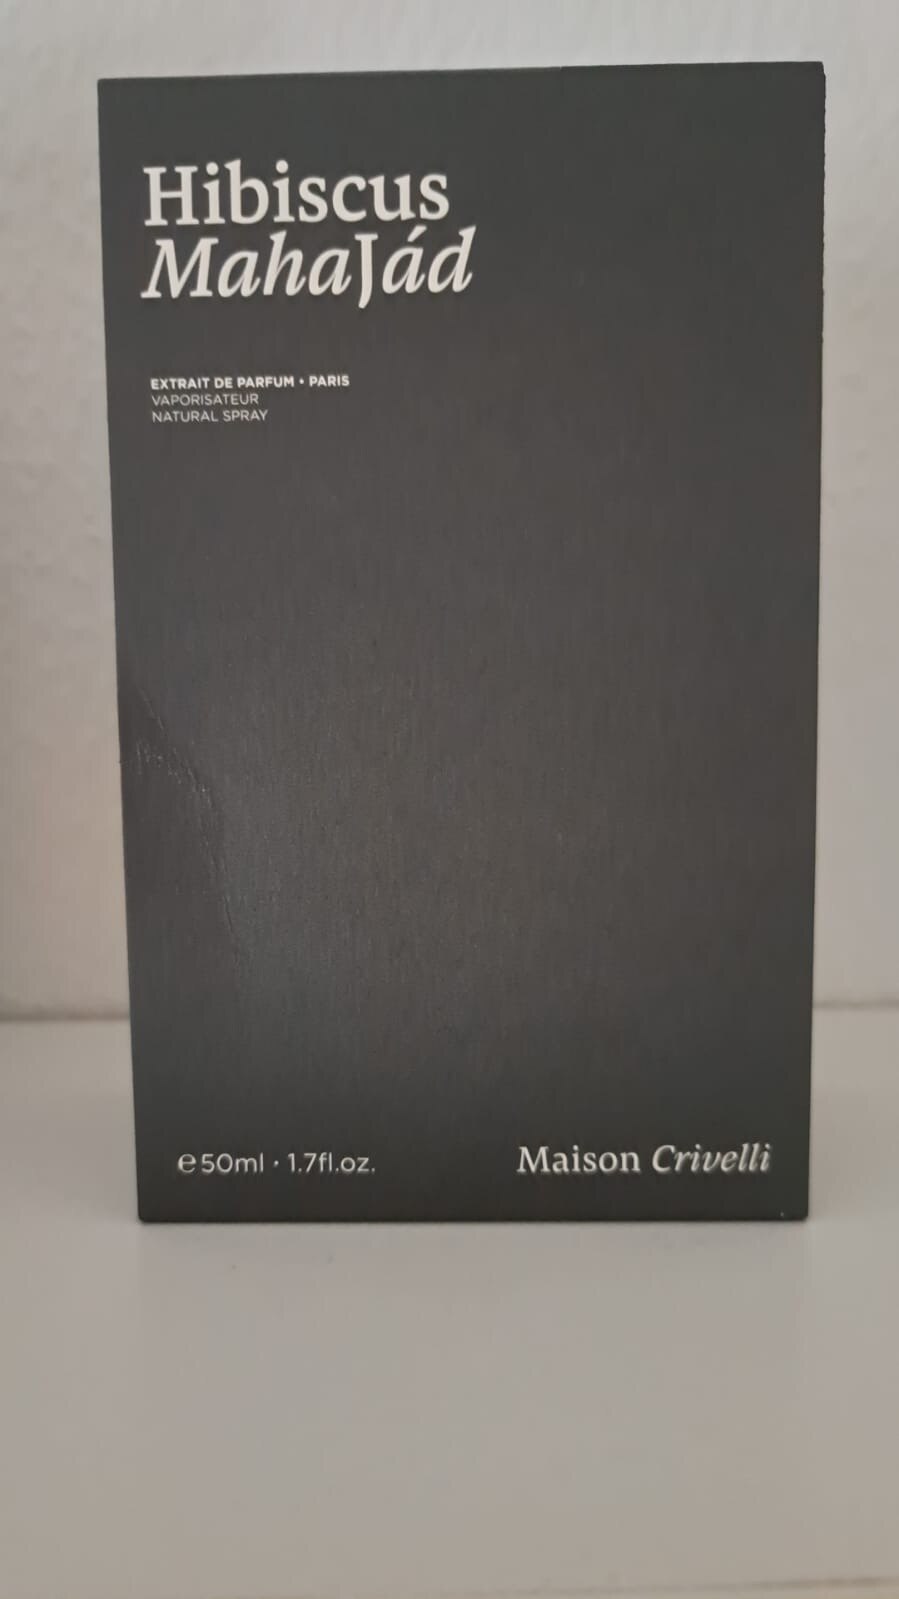 Hibiscus
MahaJád
EXTRAIT DE PARFUM • PARIS
VAPORISATEUR
NATURAL SPRAY
℮50ml · 1.7fl.oz.
Maison Crivelli